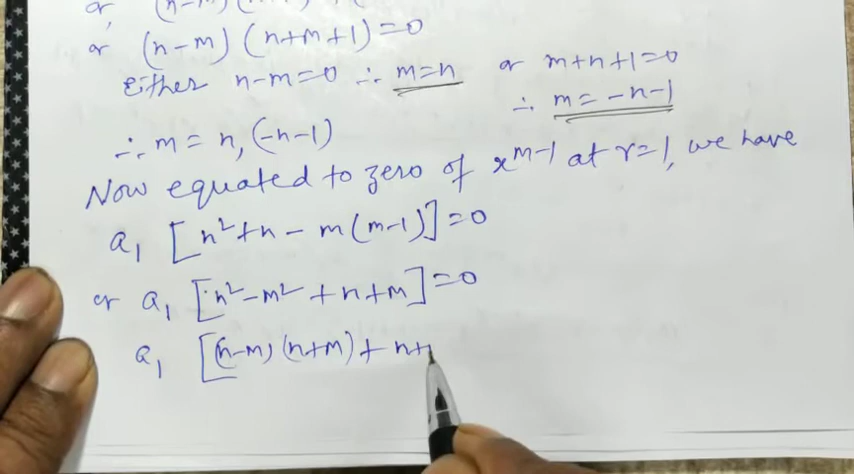 or (n-m)
or (n-m) (n+m+1)=0
Either n-m=0 ∴ m=n or m+n+1=0
∴ m = -n-1
∴ m = n, (-n-1)
Now equated to zero of x^{m-1} at r=1, we have
a₁ [n²+n - m(m-1)]=0
or a₁ [n²-m²+n+m]=0
a₁ [(n-m) (n+m) + n+